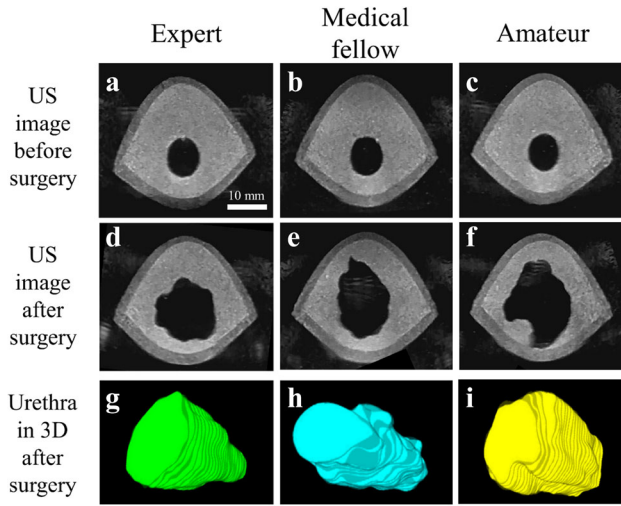 Expert
Medical
fellow
Amateur
US
image
before
surgery
a
b
c
10 mm
US
image
after
surgery
d
e
f
Urethra
in 3D
after
surgery
g
h
i